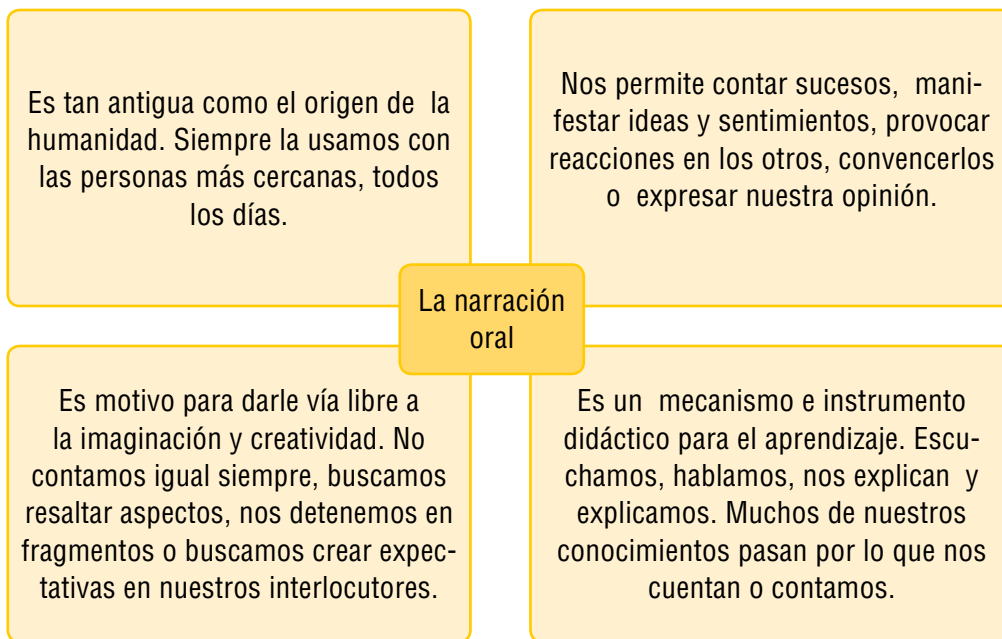 Es tan antigua como el origen de la
humanidad. Siempre la usamos con
las personas más cercanas, todos
los días.
Nos permite contar sucesos, mani-
festar ideas y sentimientos, provocar
reacciones en los otros, convencerlos
o expresar nuestra opinión.
La narración
oral
Es motivo para darle vía libre a
la imaginación y creatividad. No
contamos igual siempre, buscamos
resaltar aspectos, nos detenemos en
fragmentos o buscamos crear expec-
tativas en nuestros interlocutores.
Es un mecanismo e instrumento
didáctico para el aprendizaje. Escu-
chamos, hablamos, nos explican y
explicamos. Muchos de nuestros
conocimientos pasan por lo que nos
cuentan o contamos.